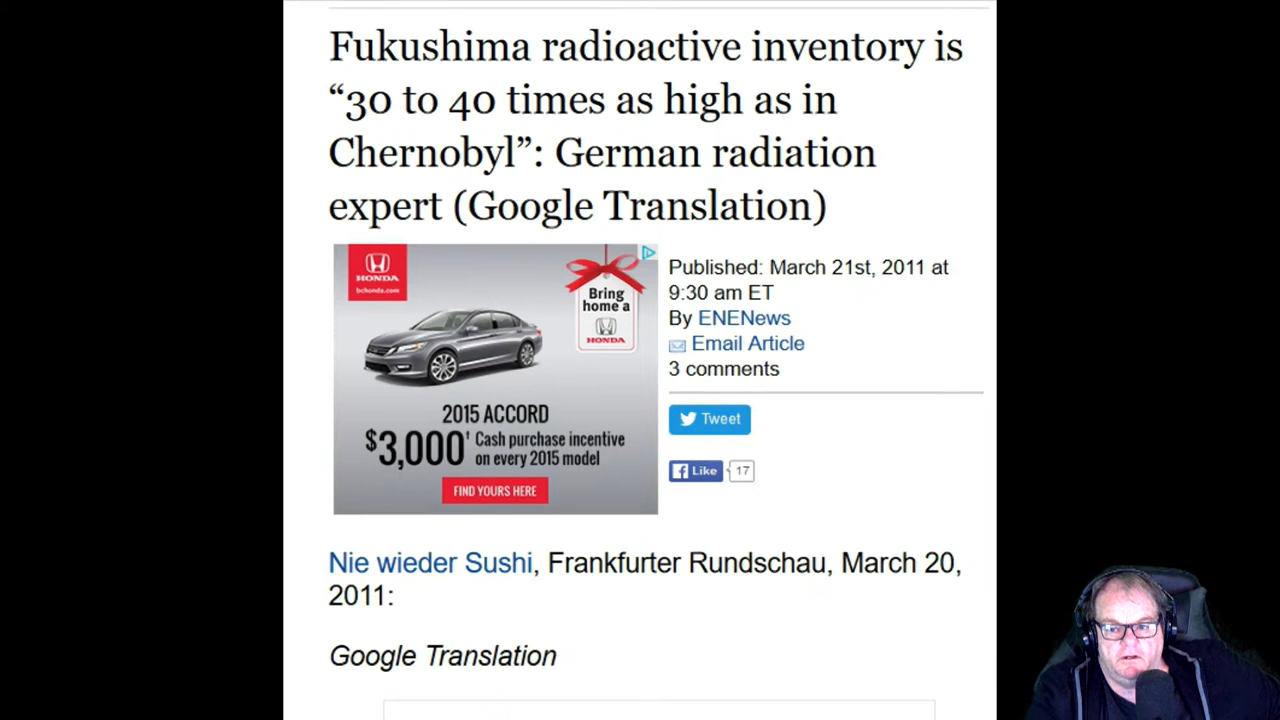 Fukushima radioactive inventory is
“30 to 40 times as high as in
Chernobyl”: German radiation
expert (Google Translation)
HONDA
bchonda.com
Bring
home a
HONDA
2015 ACCORD
$3,000† Cash purchase incentive
on every 2015 model
FIND YOURS HERE
Published: March 21st, 2011 at
9:30 am ET
By ENENews
Email Article
3 comments
Tweet
Like 17
Nie wieder Sushi, Frankfurter Rundschau, March 20,
2011:
Google Translation